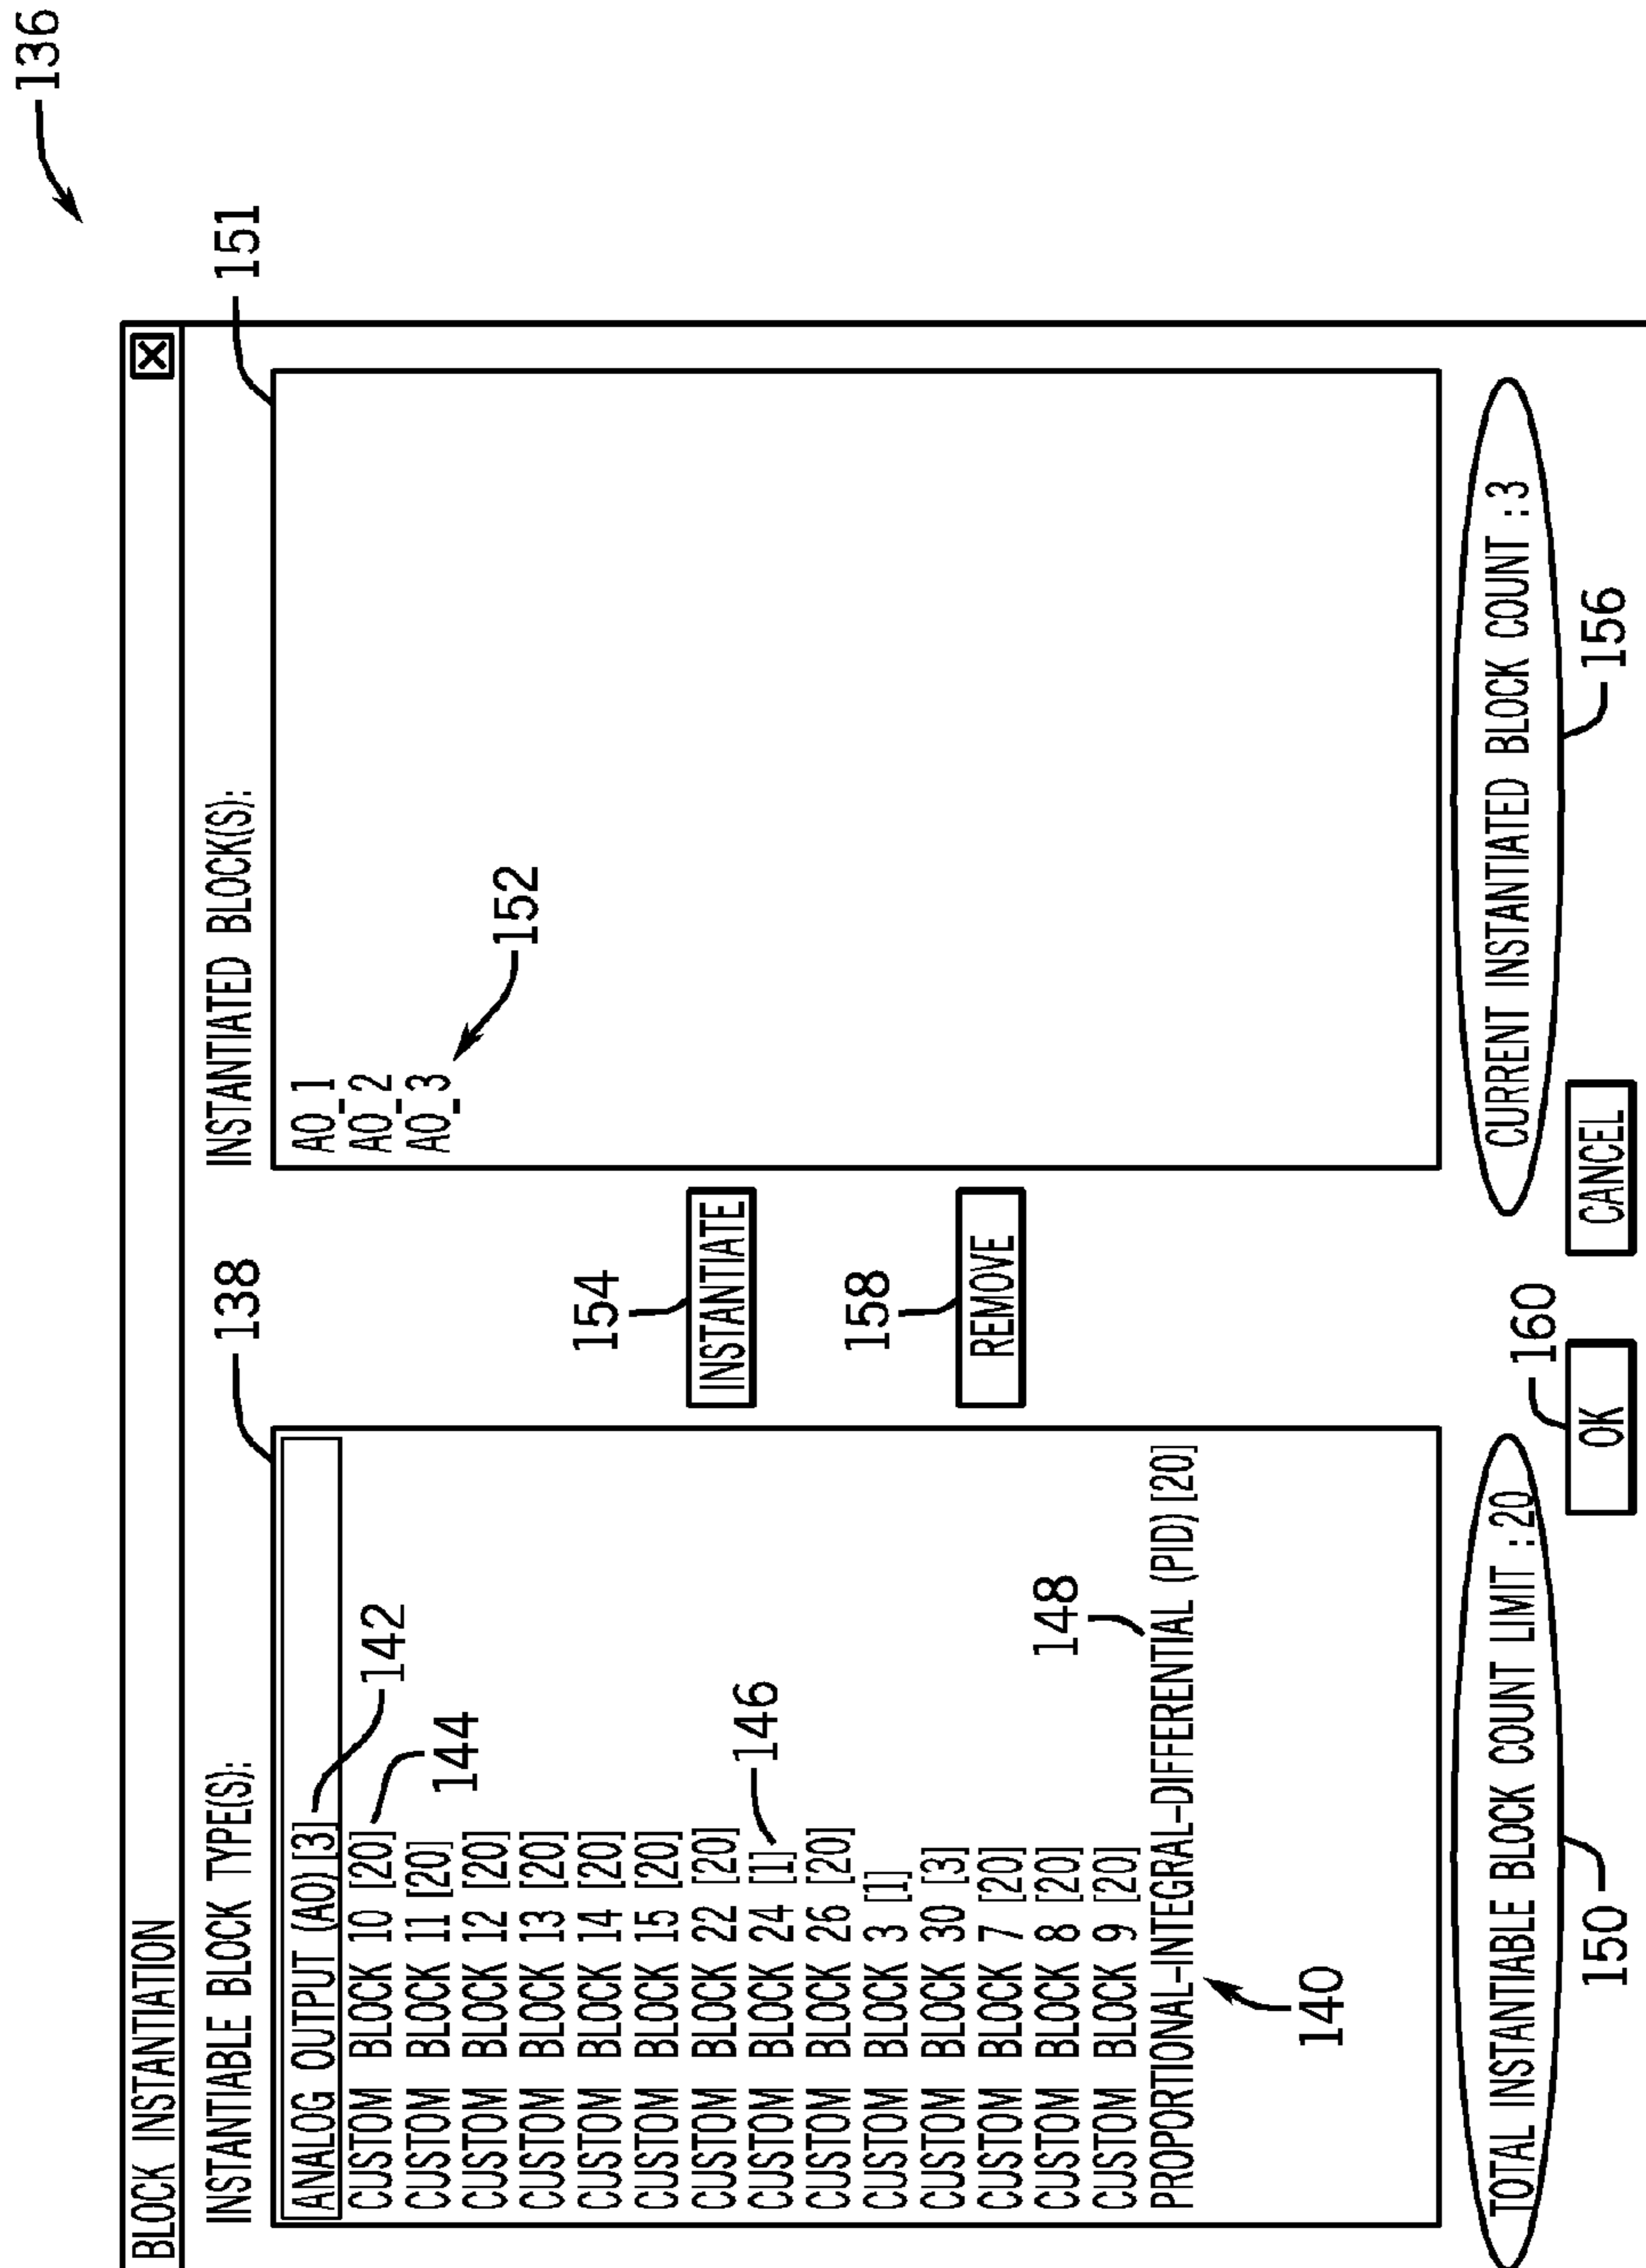 136
BLOCK INSTANTIATION
INSTANTIABLE BLOCK TYPE(S):
138
ANALOG OUTPUT (AO) [3]
CUSTOM BLOCK 10 [20]
CUSTOM BLOCK 11 [20]
CUSTOM BLOCK 12 [20]
CUSTOM BLOCK 13 [20]
CUSTOM BLOCK 14 [20]
CUSTOM BLOCK 15 [20]
CUSTOM BLOCK 22 [20]
CUSTOM BLOCK 24 [1]
CUSTOM BLOCK 26 [20]
CUSTOM BLOCK 3 [1]
CUSTOM BLOCK 30 [3]
CUSTOM BLOCK 7 [20]
CUSTOM BLOCK 8 [20]
CUSTOM BLOCK 9 [20]
PROPORTIONAL-INTEGRAL-DIFFERENTIAL (PID) [20]
142
144
146
148
140
154
INSTANTIATE
158
REMOVE
INSTANTIATED BLOCK(S):
151
AO_1
AO_2
AO_3
152
TOTAL INSTANTIABLE BLOCK COUNT LIMIT :20
150
CURRENT INSTANTIATED BLOCK COUNT :3
156
160
OK
CANCEL